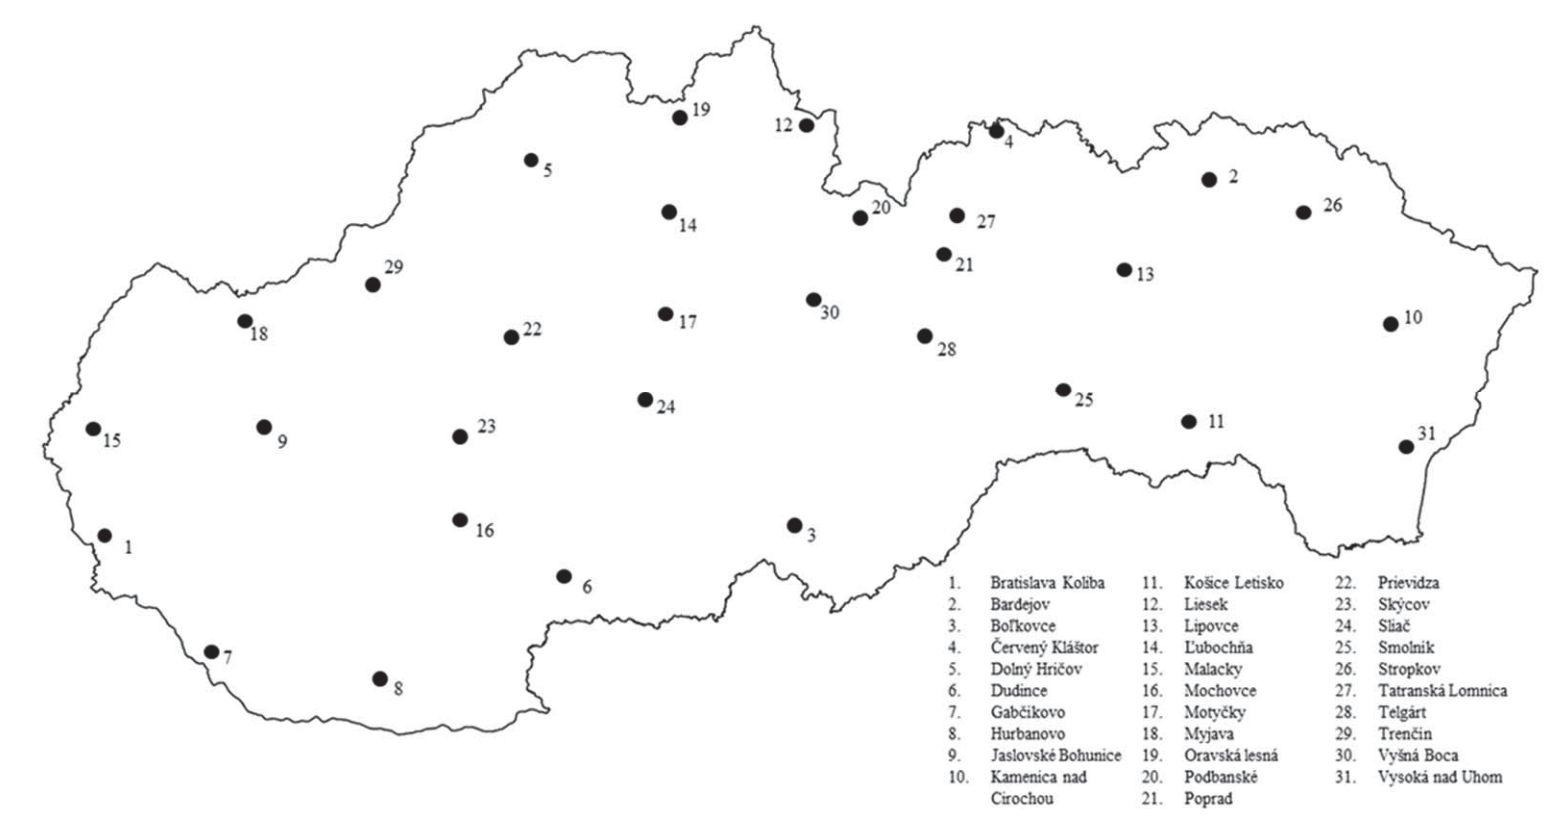 19
12
4
5
2
26
20
14
27
21
13
29
30
17
10
18
22
28
25
24
11
23
31
15
9
16
3
1
6
7
8
1. Bratislava Koliba
2. Bardejov
3. Boľkovce
4. Červený Kláštor
5. Dolný Hričov
6. Dudince
7. Gabčíkovo
8. Hurbanovo
9. Jaslovské Bohunice
10. Kamenica nad
Cirochou
11. Košice Letisko
12. Liesek
13. Lipovce
14. Ľubochňa
15. Malacky
16. Mochovce
17. Motyčky
18. Myjava
19. Oravská lesná
20. Podbanské
21. Poprad
22. Prievidza
23. Skýcov
24. Sliač
25. Smolník
26. Stropkov
27. Tatranská Lomnica
28. Telgárt
29. Trenčín
30. Vyšná Boca
31. Vysoká nad Uhom